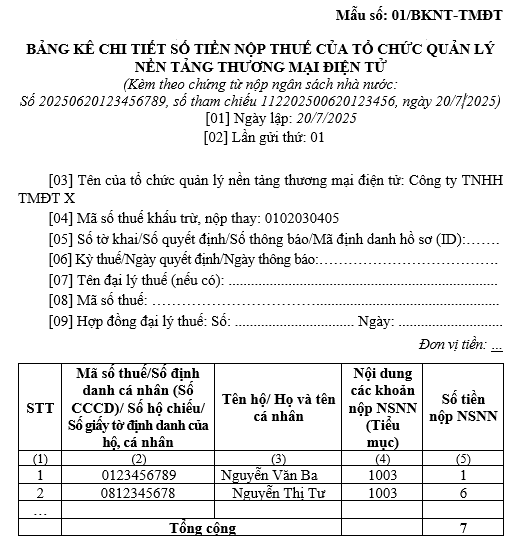 Mẫu số: 01/BKNT-TMĐT
BẢNG KÊ CHI TIẾT SỐ TIỀN NỘP THUẾ CỦA TỔ CHỨC QUẢN LÝ
NỀN TẢNG THƯƠNG MẠI ĐIỆN TỬ
(Kèm theo chứng từ nộp ngân sách nhà nước:
Số 20250620123456789, số tham chiếu 112202500620123456, ngày 20/7/2025)
[01] Ngày lập: 20/7/2025
[02] Lần gửi thứ: 01
[03] Tên của tổ chức quản lý nền tảng thương mại điện tử: Công ty TNHH
TMĐT X
[04] Mã số thuế khấu trừ, nộp thay: 0102030405
[05] Số tờ khai/Số quyết định/Số thông báo/Mã định danh hồ sơ (ID):…….
[06] Kỳ thuế/Ngày quyết định/Ngày thông báo:……………………………
[07] Tên đại lý thuế (nếu có): ......................................................
[08] Mã số thuế: ……………………………………………………
[09] Hợp đồng đại lý thuế: Số: .............................. Ngày: ..........................
Đơn vị tiền: ...
STT Mã số thuế/Số định danh cá nhân (Số CCCD)/ Số hộ chiếu/ Số giấy tờ định danh của hộ, cá nhân Tên hộ/ Họ và tên cá nhân Nội dung các khoản nộp NSNN (Tiểu mục) Số tiền nộp NSNN
(1) (2) (3) (4) (5)
1 0123456789 Nguyễn Văn Ba 1003 1
2 0812345678 Nguyễn Thị Tư 1003 6
…
Tổng cộng 7